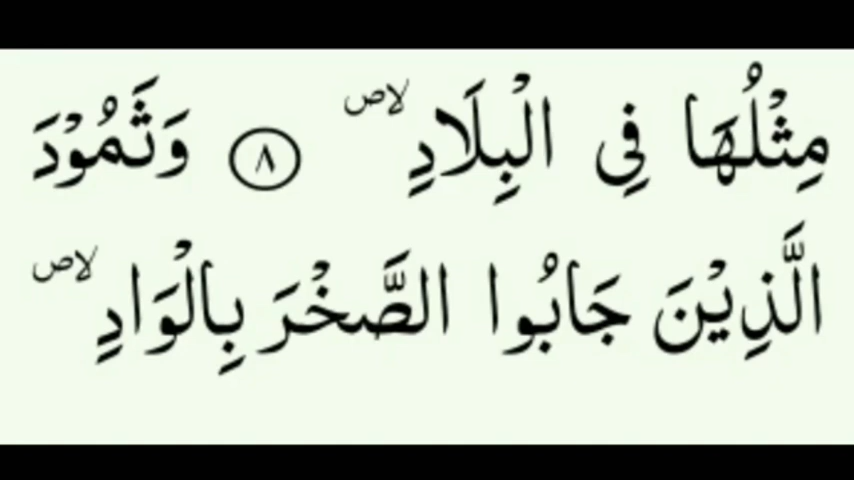 مِثْلُهَا فِى الْبِلَادِ ۙ ص ٨ وَثَمُوْدَ
الَّذِيْنَ جَابُوا الصَّخْرَ بِالْوَادِ ۙ ص